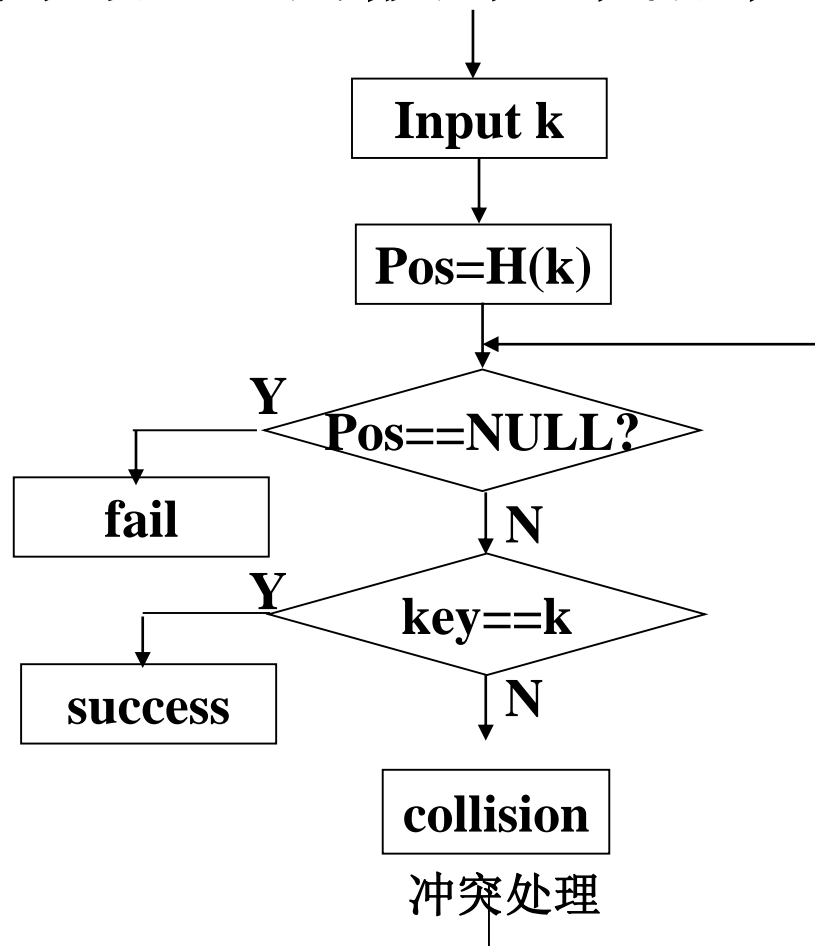 Input k
Pos=H(k)
Y
Pos==NULL?
fail
N
Y
key==k
success
N
collision
冲突处理